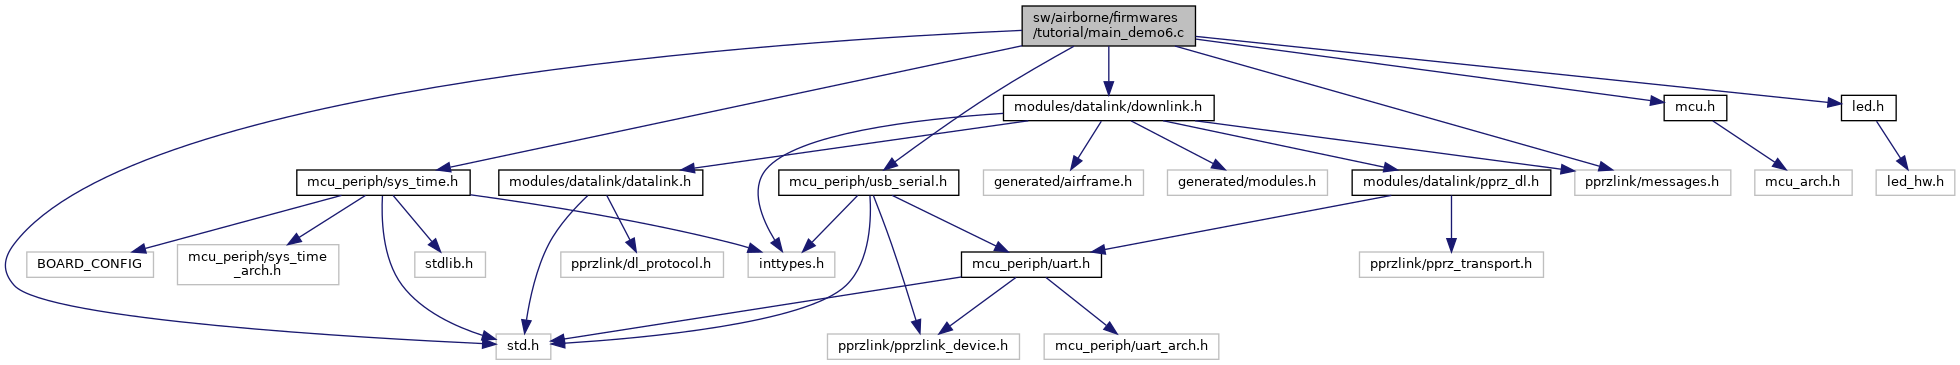 sw/airborne/firmwares
/tutorial/main_demo6.c
modules/datalink/downlink.h
mcu.h
led.h
mcu_periph/sys_time.h
modules/datalink/datalink.h
mcu_periph/usb_serial.h
generated/airframe.h
generated/modules.h
modules/datalink/pprz_dl.h
pprzlink/messages.h
mcu_arch.h
led_hw.h
BOARD_CONFIG
mcu_periph/sys_time
_arch.h
stdlib.h
pprzlink/dl_protocol.h
inttypes.h
mcu_periph/uart.h
pprzlink/pprz_transport.h
std.h
pprzlink/pprzlink_device.h
mcu_periph/uart_arch.h